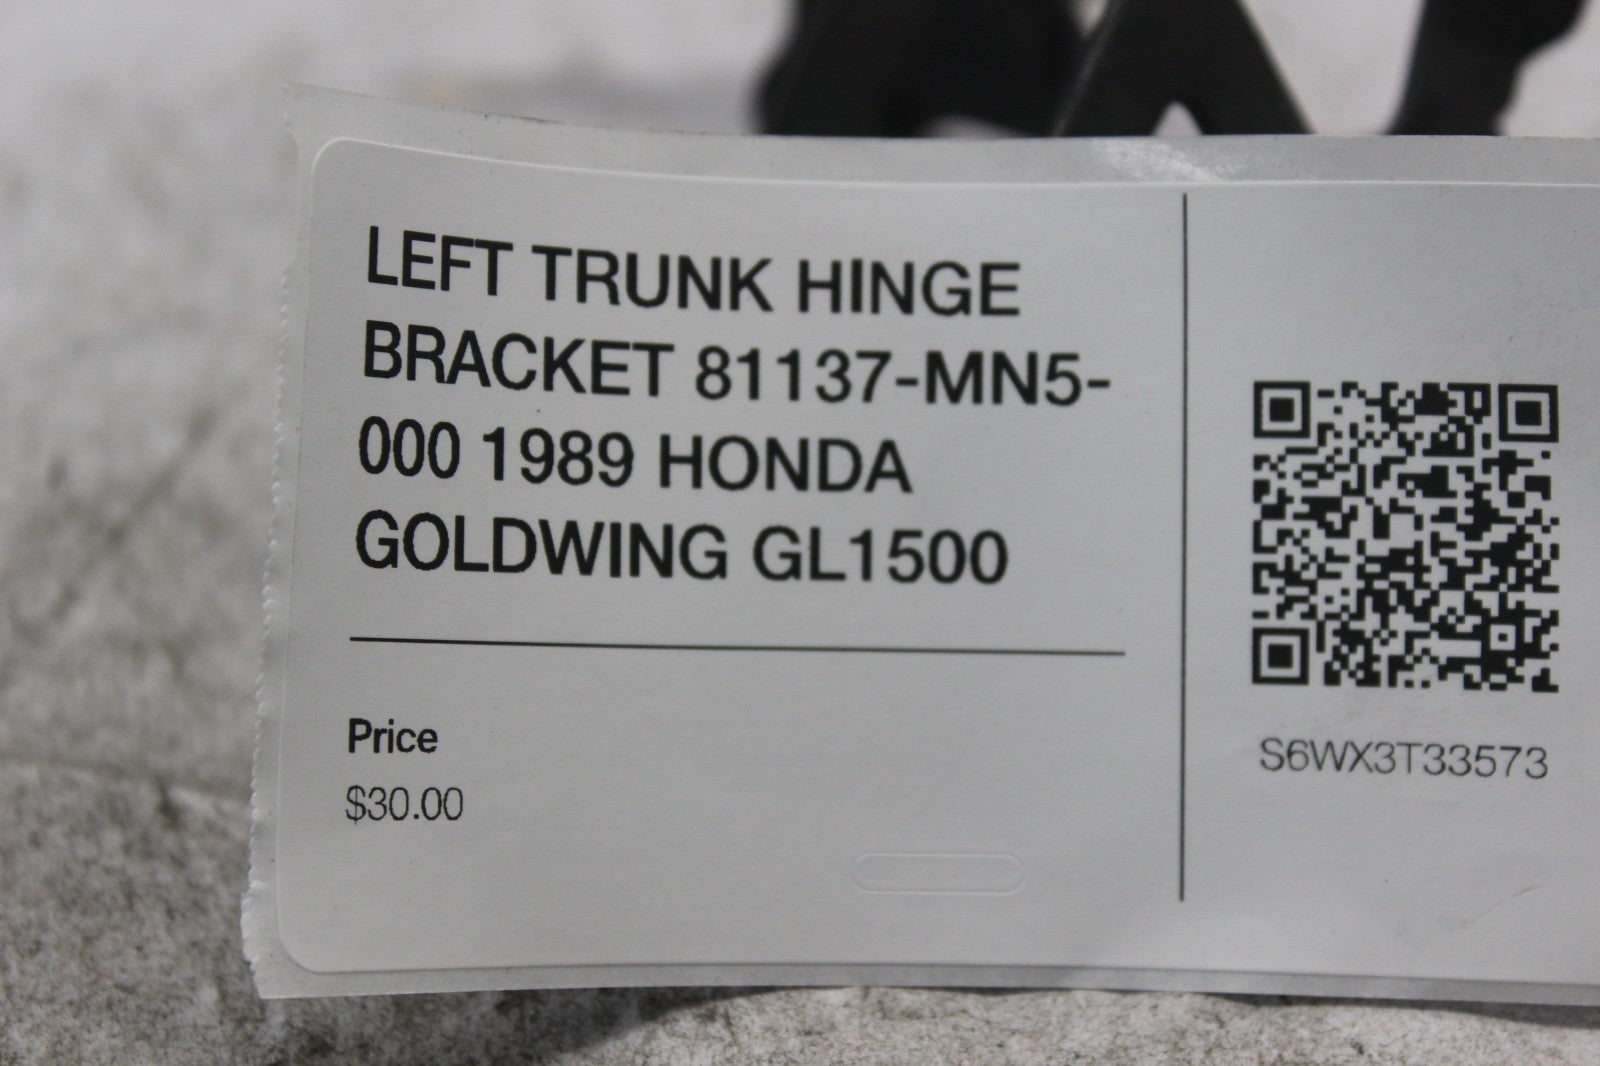 LEFT TRUNK HINGE
BRACKET 81137-MN5-
000 1989 HONDA
GOLDWING GL1500
Price
$30.00
S6WX3T33573